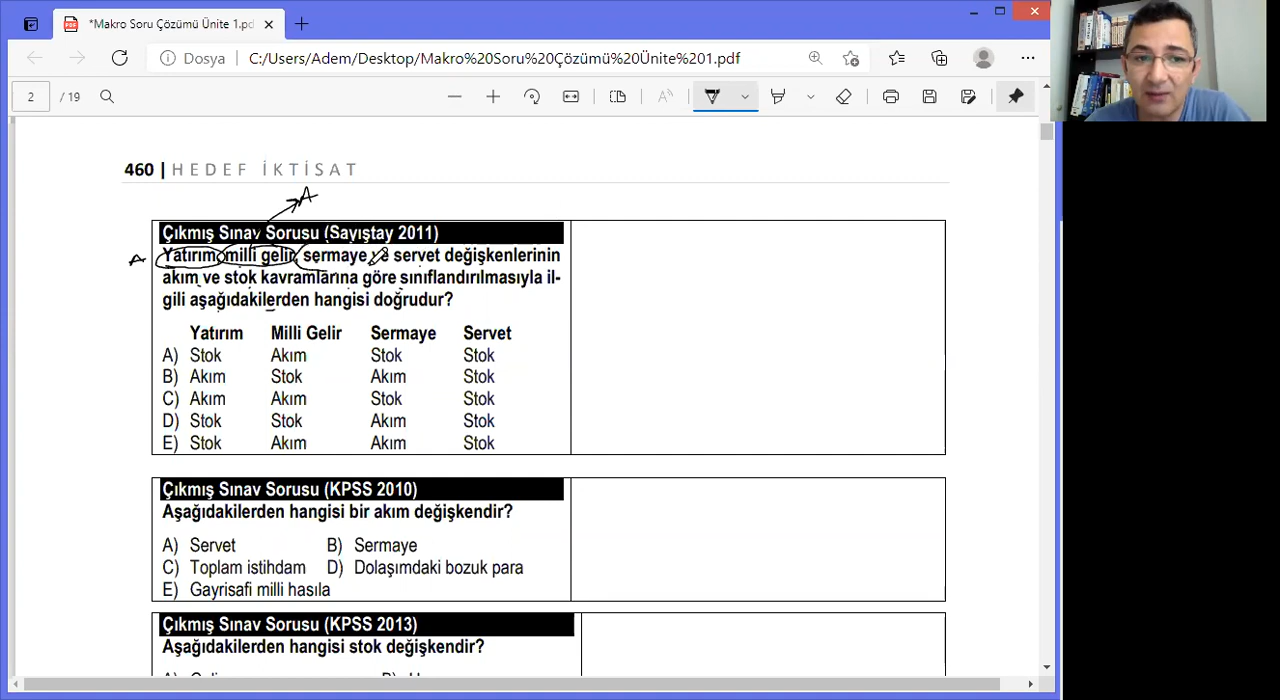 *Makro Soru Çözümü Ünite 1.pd
Dosya C:/Users/Adem/Desktop/Makro%20Soru%20Çözümü%20Ünite%201.pdf
2 / 19
460 | HEDEF İKTİSAT
A
Çıkmış Sınav Sorusu (Sayıştay 2011)
A Yatırım, milli gelir, sermaye ve servet değişkenlerinin
akım ve stok kavramlarına göre sınıflandırılmasıyla il-
gili aşağıdakilerden hangisi doğrudur?
Yatırım Milli Gelir Sermaye Servet
A) Stok Akım Stok Stok
B) Akım Stok Akım Stok
C) Akım Akım Stok Stok
D) Stok Stok Akım Stok
E) Stok Akım Akım Stok
Çıkmış Sınav Sorusu (KPSS 2010)
Aşağıdakilerden hangisi bir akım değişkendir?
A) Servet B) Sermaye
C) Toplam istihdam D) Dolaşımdaki bozuk para
E) Gayrisafi milli hasıla
Çıkmış Sınav Sorusu (KPSS 2013)
Aşağıdakilerden hangisi stok değişkendir?